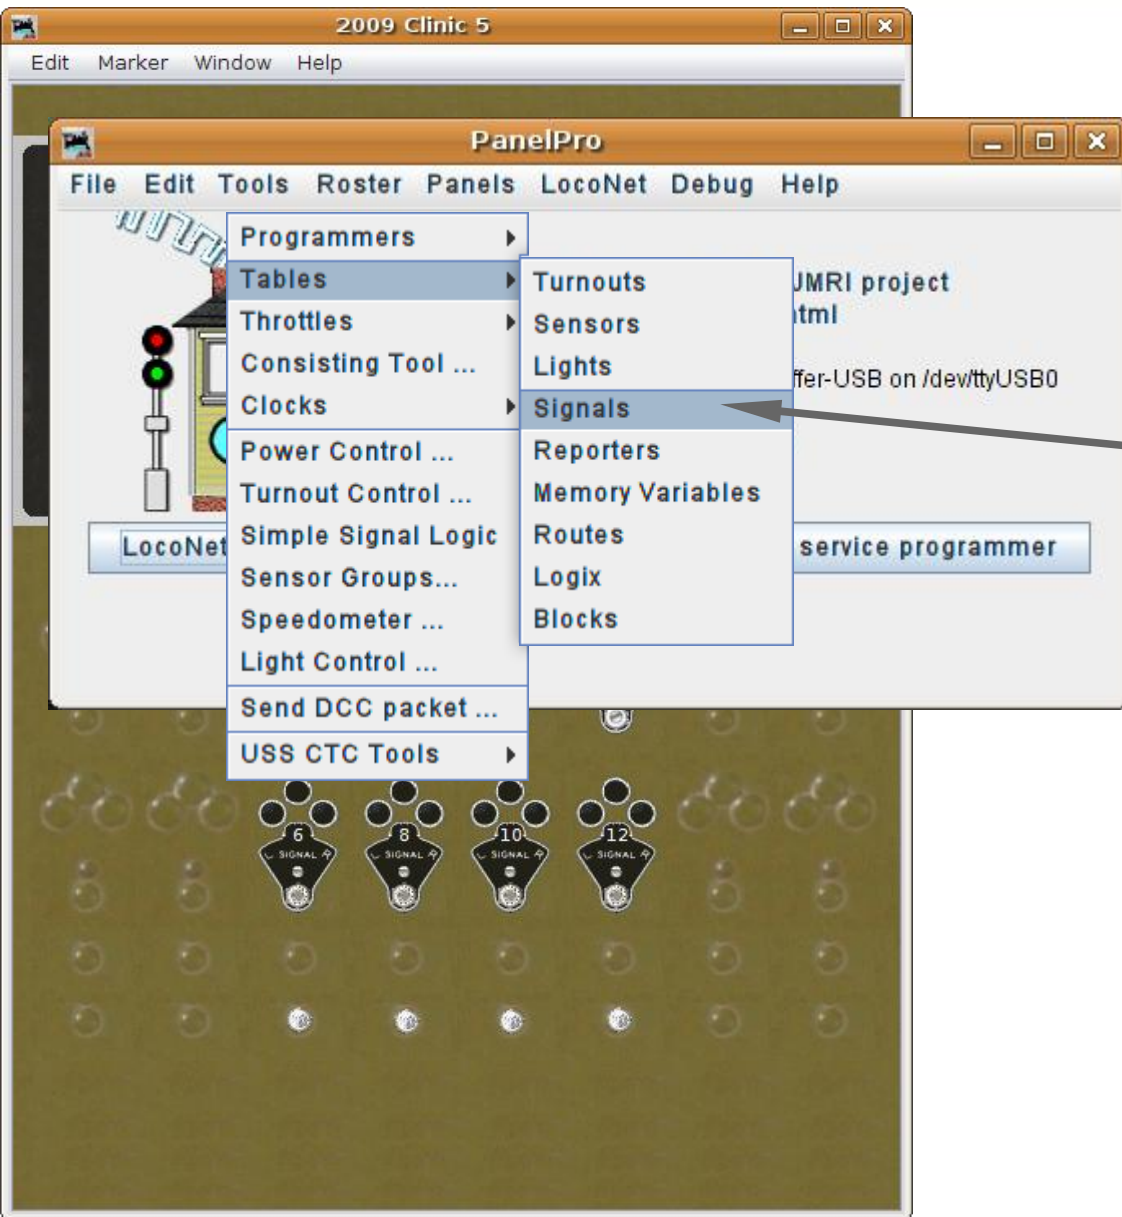 2009 Clinic 5
Edit Marker Window Help
PanelPro
File Edit Tools Roster Panels LocoNet Debug Help
Programmers
Tables
Throttles
Consisting Tool ...
Clocks
Power Control ...
Turnout Control ...
Simple Signal Logic
Sensor Groups...
Speedometer ...
Light Control ...
Send DCC packet ...
USS CTC Tools
Turnouts
Sensors
Lights
Signals
Reporters
Memory Variables
Routes
Logix
Blocks
JMRI project
html
ffer-USB on /dev/ttyUSB0
LocoNet
service programmer
6 8 10 12
L SIGNAL R L SIGNAL R L SIGNAL R L SIGNAL R